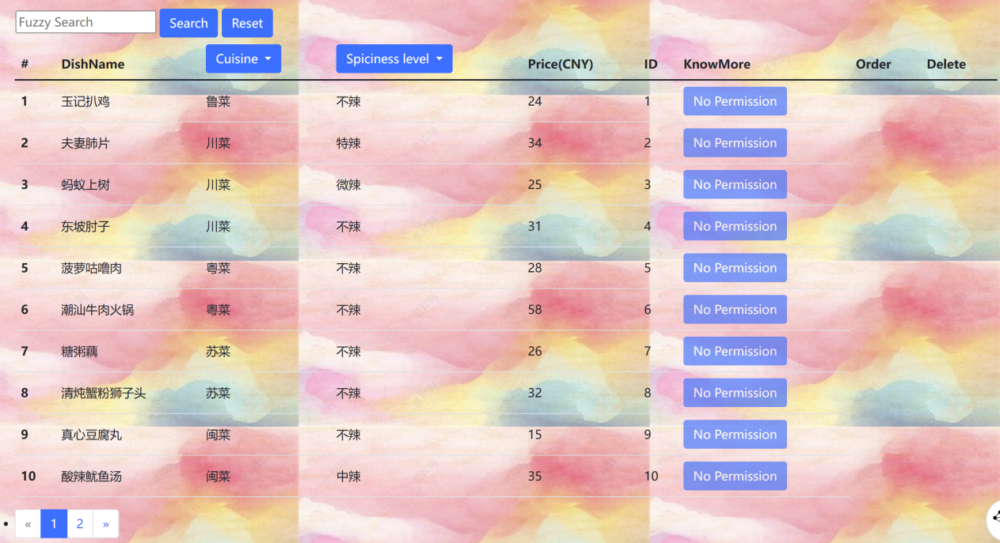 Fuzzy Search Search Reset
# DishName Cuisine Spiciness level Price(CNY) ID KnowMore Order Delete
1 玉记扒鸡 鲁菜 不辣 24 1 No Permission
2 夫妻肺片 川菜 特辣 34 2 No Permission
3 蚂蚁上树 川菜 微辣 25 3 No Permission
4 东坡肘子 川菜 不辣 31 4 No Permission
5 菠萝咕噜肉 粤菜 不辣 28 5 No Permission
6 潮汕牛肉火锅 粤菜 不辣 58 6 No Permission
7 糖粥藕 苏菜 不辣 26 7 No Permission
8 清炖蟹粉狮子头 苏菜 不辣 32 8 No Permission
9 真心豆腐丸 闽菜 不辣 15 9 No Permission
10 酸辣鱿鱼汤 闽菜 中辣 35 10 No Permission
« 1 2 »